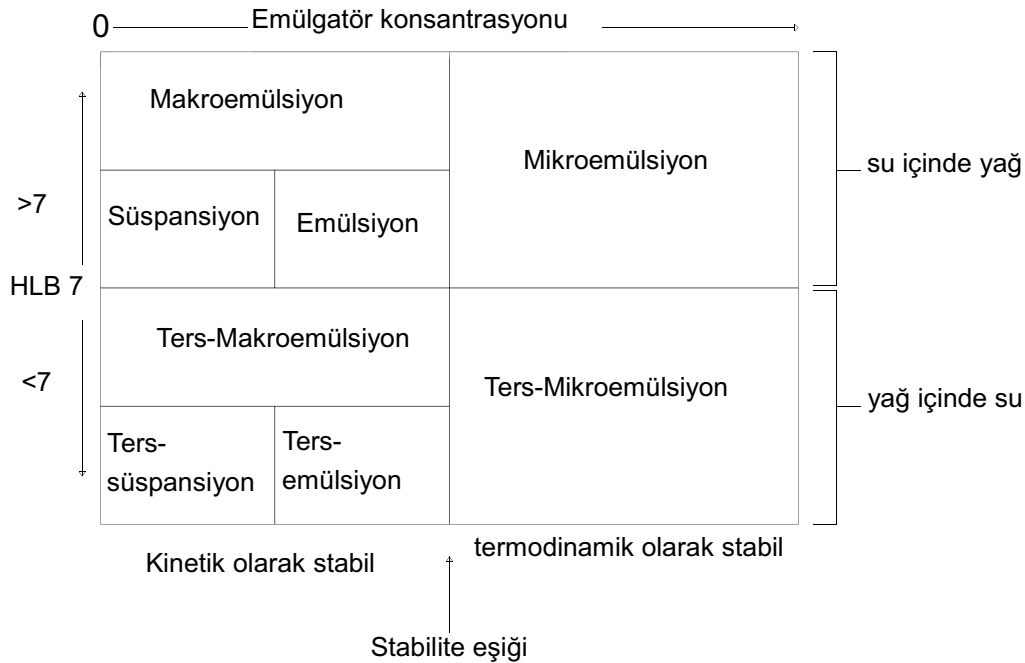 0
Emülgatör konsantrasyonu
Makroemülsiyon
Mikroemülsiyon
su içinde yağ
>7
Süspansiyon
Emülsiyon
HLB 7
Ters-Makroemülsiyon
<7
Ters-Mikroemülsiyon
yağ içinde su
Ters-
süspansiyon
Ters-
emülsiyon
Kinetik olarak stabil
termodinamik olarak stabil
Stabilite eşiği